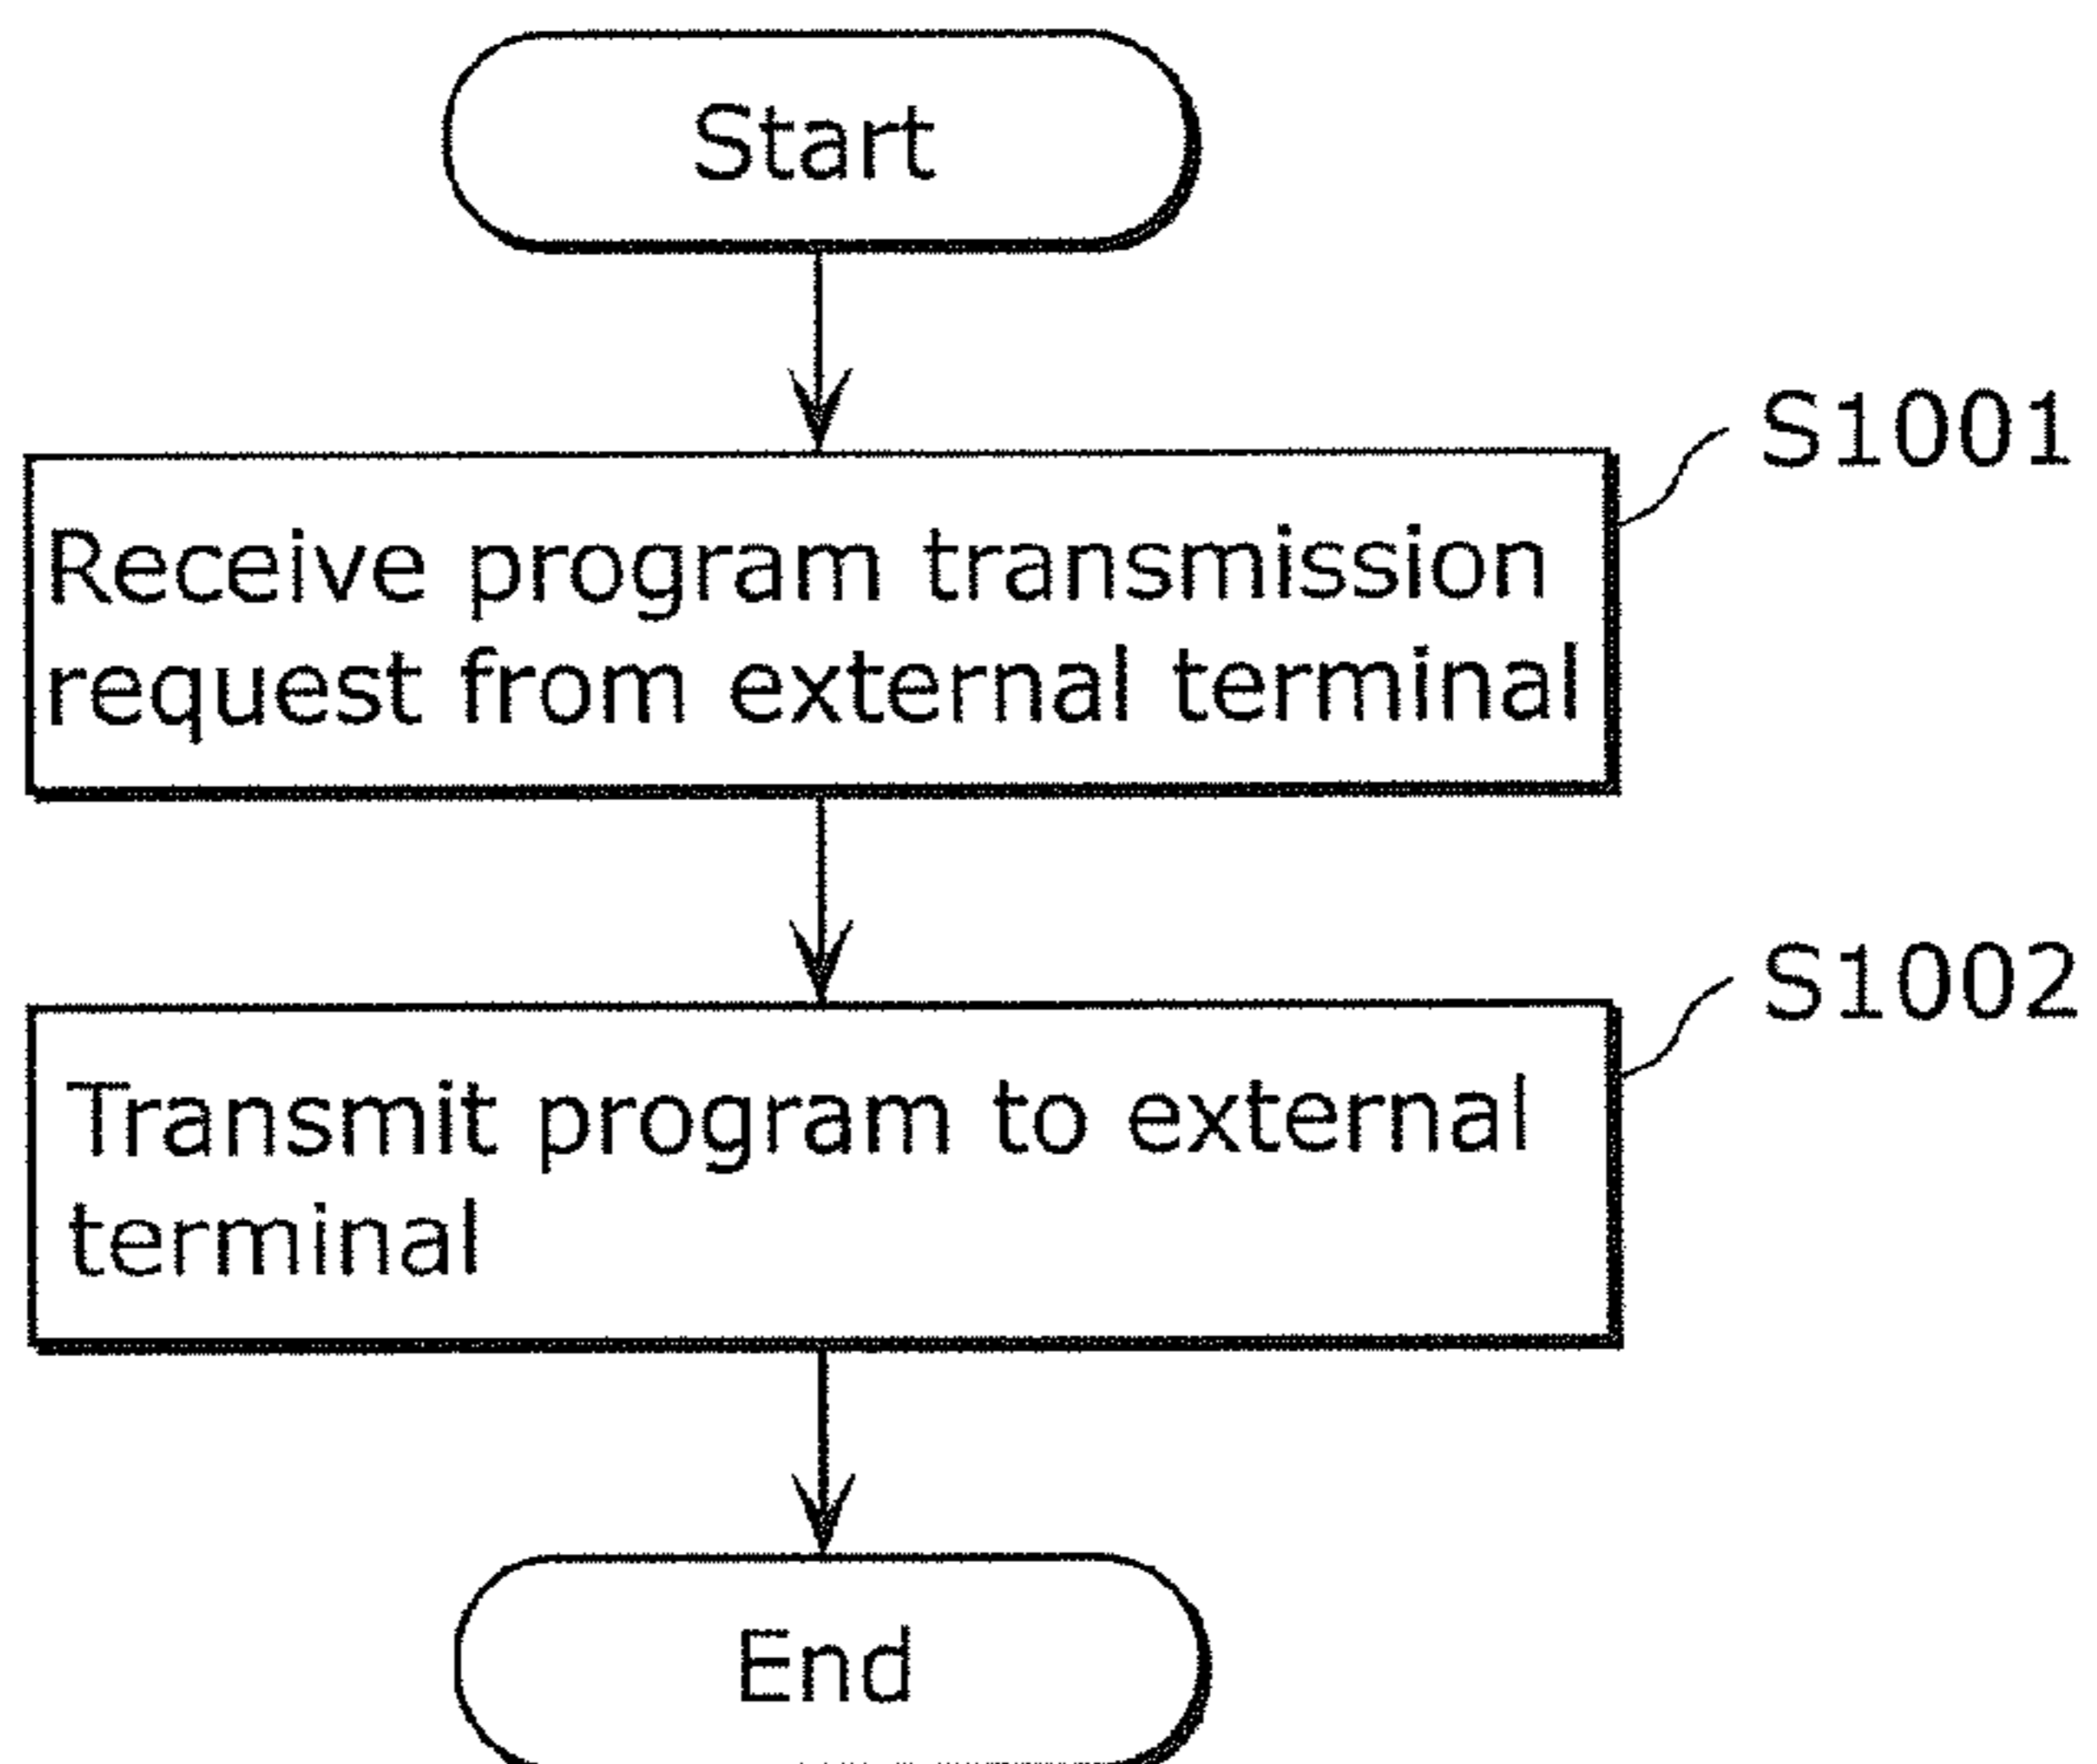 Start
S1001
Receive program transmission
request from external terminal
S1002
Transmit program to external
terminal
End